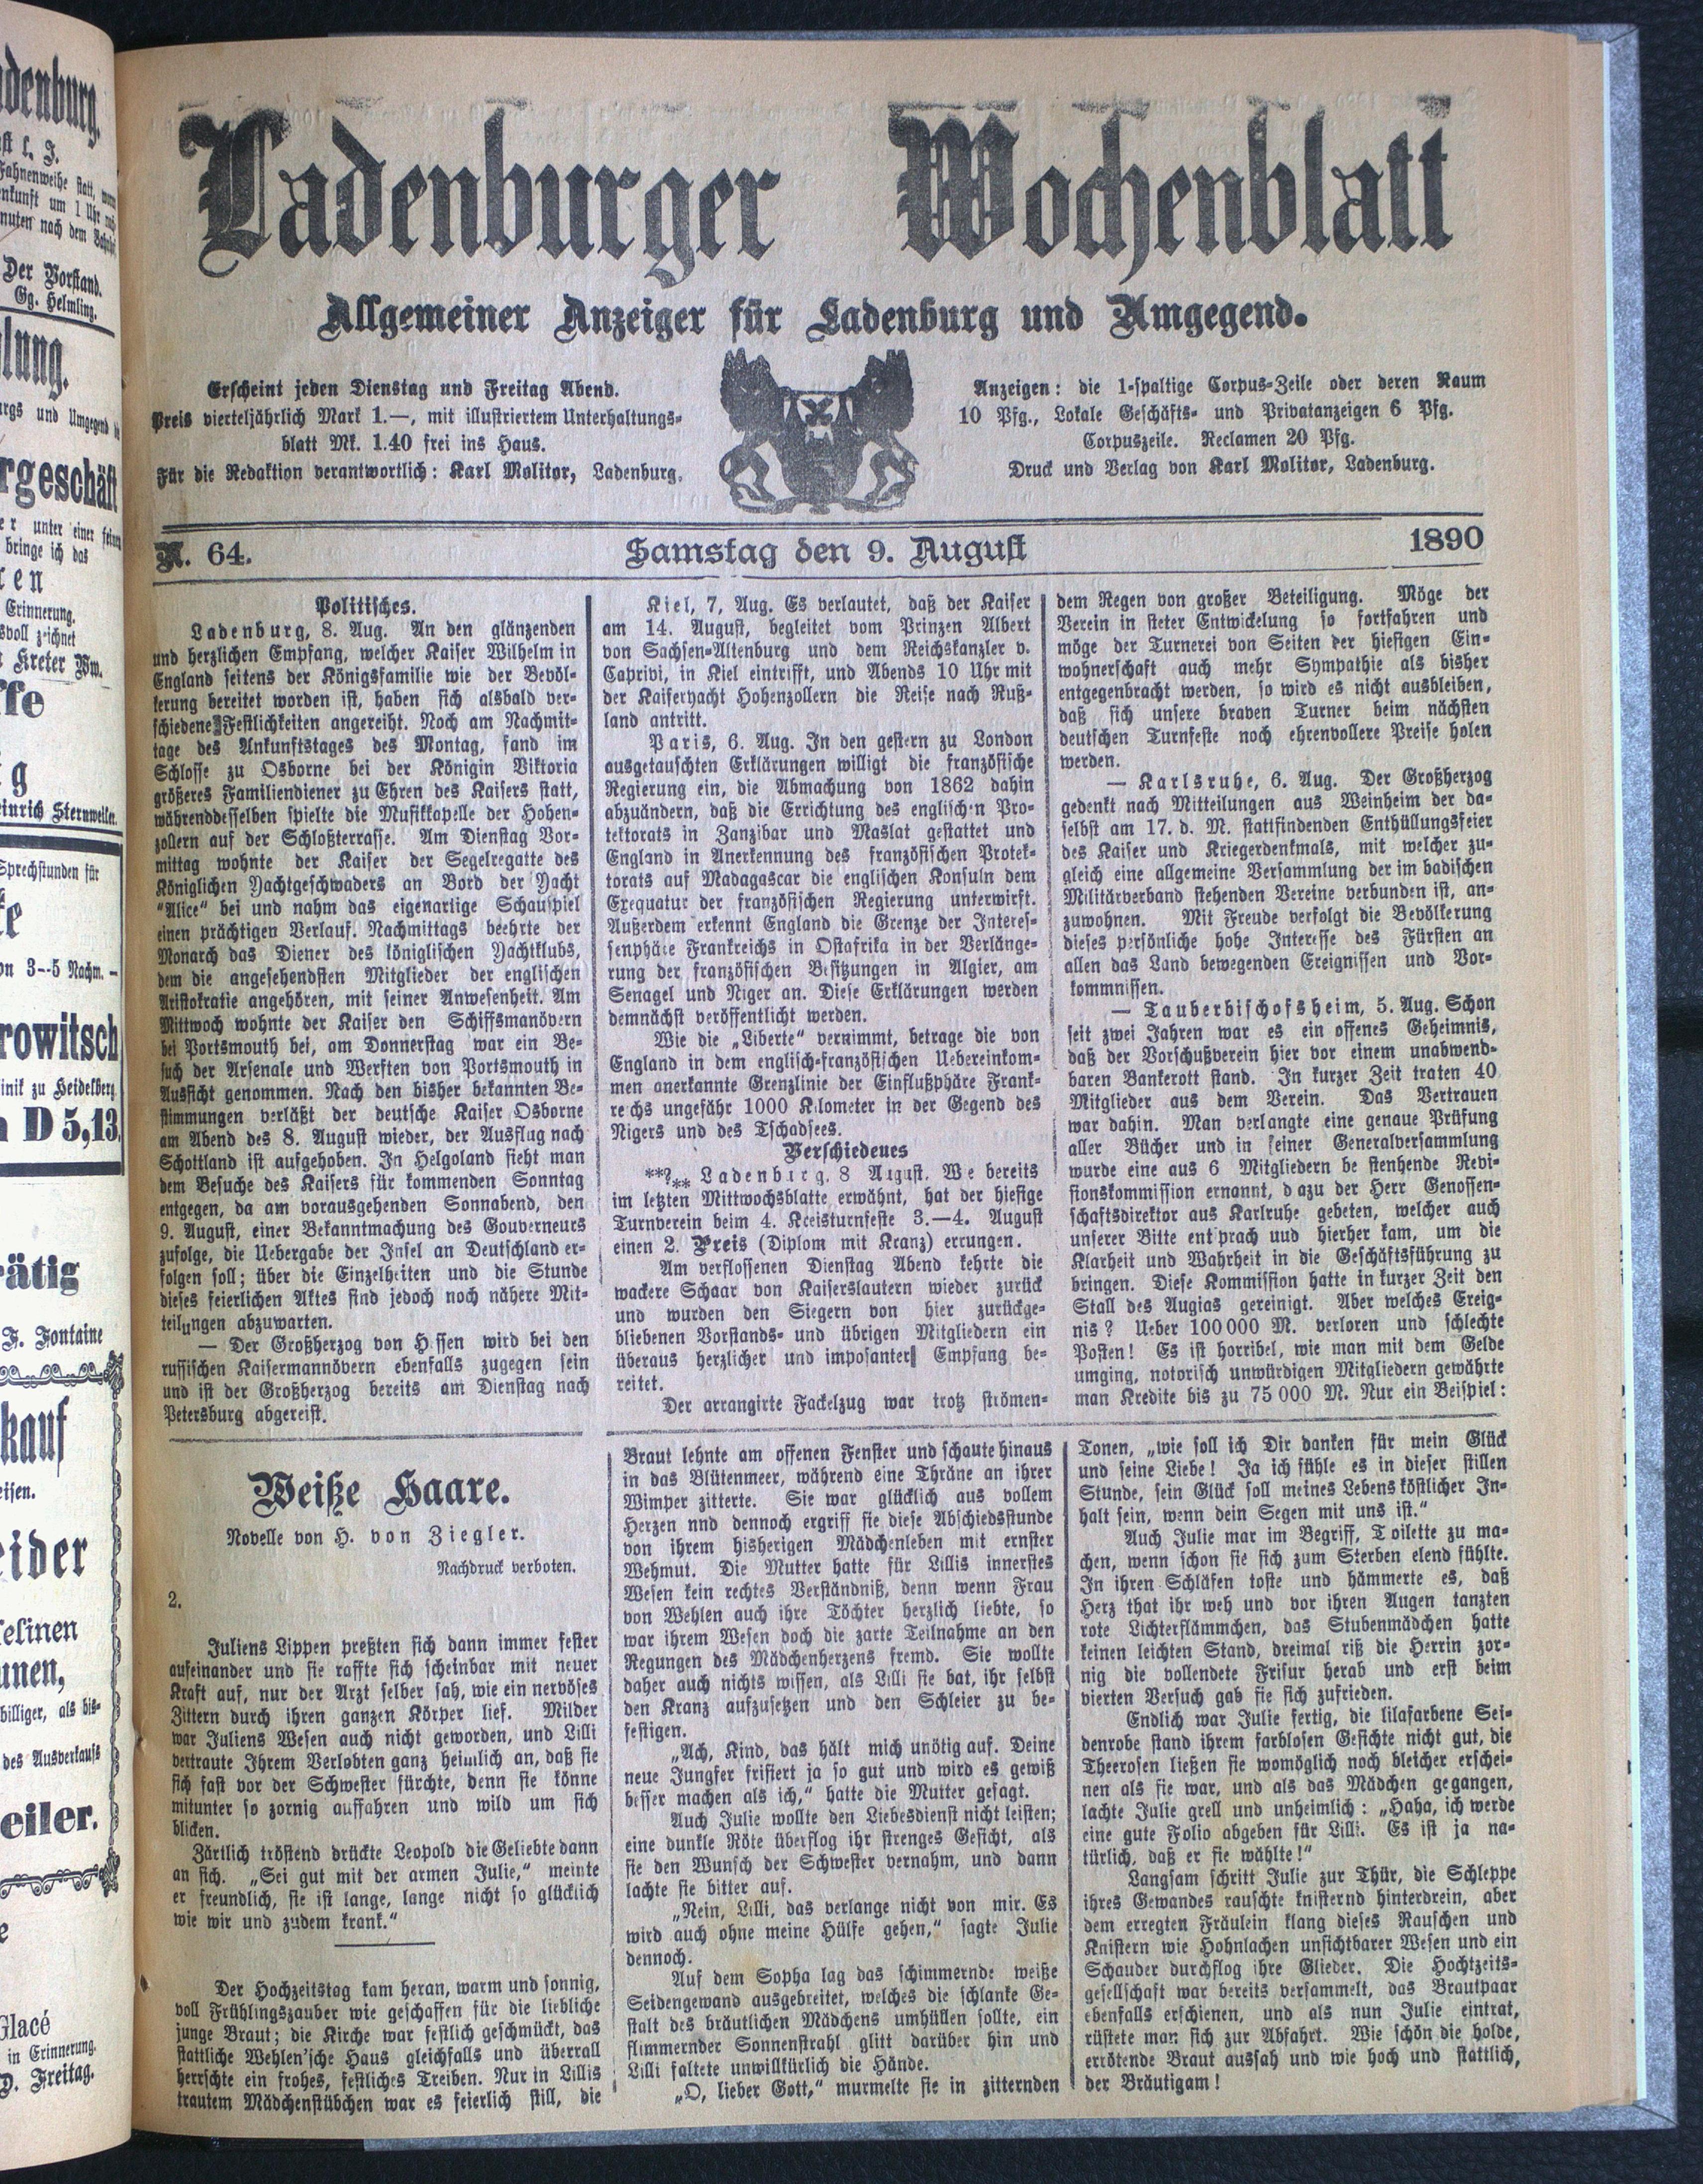 Ladenburger Wochenblatt
Allgemeiner Anzeiger für Ladenburg und Umgegend.
Erscheint jeden Dienstag und Freitag Abend.
Preis vierteljährlich Mark 1.—, mit illustriertem Unterhaltungs-
blatt Mk. 1.40 frei ins Haus.
Für die Redaktion verantwortlich: Karl Molitor, Ladenburg.
Anzeigen: die 1-spaltige Corpus-Zeile oder deren Raum
10 Pfg., Lokale Geschäfts- und Privatanzeigen 6 Pfg.
Corpuszeile. Reclamen 20 Pfg.
Druck und Verlag von Karl Molitor, Ladenburg.
N. 64.
Samstag den 9. August
1890
Politisches.
Ladenburg, 8. Aug. An den glänzenden
und herzlichen Empfang, welcher Kaiser Wilhelm in
England seitens der Königsfamilie wie der Bevöl-
kerung bereitet worden ist, haben sich alsbald ver-
schiedene Festlichkeiten angereiht. Noch am Nachmit-
tage des Ankunftstages des Montag, fand im
Schlosse zu Osborne bei der Königin Viktoria
größeres Familiendiener zu Ehren des Kaisers statt,
währenddesselben spielte die Musikkapelle der Hohen-
zollern auf der Schloßterrasse. Am Dienstag Vor-
mittag wohnte der Kaiser der Segelregatte des
Königlichen Yachtgeschwaders an Bord der Yacht
"Alice" bei und nahm das eigenartige Schauspiel
einen prächtigen Verlauf. Nachmittags beehrte der
Monarch das Diener des königlischen Yachtklubs,
dem die angesehendsten Mitglieder der englischen
Aristokratie angehören, mit seiner Anwesenheit. Am
Mittwoch wohnte der Kaiser den Schiffsmanövern
bei Portsmouth bei, am Donnerstag war ein Be-
such der Arsenale und Werften von Portsmouth in
Aussicht genommen. Nach den bisher bekannten Be-
stimmungen verläßt der deutsche Kaiser Osborne
am Abend des 8. August wieder, der Ausflug nach
Schottland ist aufgehoben. In Helgoland sieht man
dem Besuche des Kaisers für kommenden Sonntag
entgegen, da am vorausgehenden Sonnabend, den
9. August, einer Bekanntmachung des Gouverneurs
zufolge, die Uebergabe der Insel an Deutschland er-
folgen soll; über die Einzelheiten und die Stunde
dieses feierlichen Aktes sind jedoch noch nähere Mit-
teilungen abzuwarten.
— Der Großherzog von H ssen wird bei den
russischen Kaisermannövern ebenfalls zugegen sein
und ist der Großherzog bereits am Dienstag nach
Petersburg abgereist.
Kiel, 7, Aug. Es verlautet, daß der Kaiser
am 14. August, begleitet vom Prinzen Albert
von Sachsen-Altenburg und dem Reichskanzler v.
Caprivi, in Kiel eintrifft, und Abends 10 Uhr mit
der Kaiseryacht Hohenzollern die Reise nach Ruß-
land antritt.
Paris, 6. Aug. In den gestern zu London
ausgetauschten Erklärungen willigt die französische
Regierung ein, die Abmachung von 1862 dahin
abzuändern, daß die Errichtung des englisch n Pro-
tektorats in Zanzibar und Maskat gestattet und
England in Anerkennung des französischen Protek-
torats auf Madagascar die englischen Konsuln dem
Exequatur der französischen Regierung unterwirft.
Außerdem erkennt England die Grenze der Interes-
senphäre Frankreichs in Ostafrika in der Verlänge-
rung der französischen Besitzungen in Algier, am
Senagel und Niger an. Diese Erklärungen werden
demnächst veröffentlicht werden.
Wie die „Liberte“ vernimmt, betrage die von
England in dem englisch-französischen Uebereinkom-
men anerkannte Grenzlinie der Einflußphäre Frank-
re chs ungefähr 1000 Kilometer in der Gegend des
Nigers und des Tschadsees.
Verschiedenes
**?** Ladenburg, 8 August. We bereits
im letzten Mittwochsblatte erwähnt, hat der hiesige
Turnverein beim 4. Kreisturnfeste 3.—4. August
einen 2. Preis (Diplom mit Kranz) errungen.
Am verflossenen Dienstag Abend kehrte die
wackere Schaar von Kaiserslautern wieder zurück
und wurden den Siegern von hier zurückge-
bliebenen Vorstands- und übrigen Mitgliedern ein
überaus herzlicher und imposanter Empfang be-
reitet.
Der arrangirte Fackelzug war trotz strömen-
dem Regen von großer Beteiligung. Möge der
Verein in steter Entwickelung so fortfahren und
möge der Turnerei von Seiten der hiesigen Ein-
wohnerschaft auch mehr Sympathie als bisher
entgegenbracht werden, so wird es nicht ausbleiben,
daß sich unsere braven Turner beim nächsten
deutschen Turnfeste noch ehrenvollere Preise holen
werden.
— Karlsruhe, 6. Aug. Der Großherzog
gedenkt nach Mitteilungen aus Weinheim der da-
selbst am 17. d. M. stattfindenden Enthüllungsfeier
des Kaiser und Kriegerdenkmals, mit welcher zu-
gleich eine allgemeine Versammlung der im badischen
Militärverband stehenden Vereine verbunden ist, an-
zuwohnen. Mit Freude verfolgt die Bevölkerung
dieses persönliche hohe Interesse des Fürsten an
allen das Land bewegenden Ereignissen und Vor-
kommnissen.
— Tauberbischofsheim, 5. Aug. Schon
seit zwei Jahren war es ein offenes Geheimnis,
daß der Vorschußverein hier vor einem unabwend-
baren Bankerott stand. In kurzer Zeit traten 40
Mitglieder aus dem Verein. Das Vertrauen
war dahin. Man verlangte eine genaue Prüfung
aller Bücher und in seiner Generalversammlung
wurde eine aus 6 Mitgliedern be stenhende Revi-
sionskommission ernannt, d azu der Herr Genossen-
schaftsdirektor aus Karlsruhe gebeten, welcher auch
unserer Bitte ent prach uud hierher kam, um die
Klarheit und Wahrheit in die Geschäftsführung zu
bringen. Diese Kommission hatte in kurzer Zeit den
Stall des Augias gereinigt. Aber welches Ereig-
nis? Ueber 100 000 M. verloren und schlechte
Posten! Es ist horribel, wie man mit dem Gelde
umging, notorisch unwürdigen Mitgliedern gewährte
man Kredite bis zu 75 000 M. Nur ein Beispiel:
Weiße Haare.
Novelle von H. von Ziegler.
Nachdruck verboten.
2.
Juliens Lippen preßten sich dann immer fester
aufeinander und sie raffte sich scheinbar mit neuer
Kraft auf, nur der Arzt selber sah, wie ein nervöses
Zittern durch ihren ganzen Körper lief. Milder
war Juliens Wesen auch nicht geworden, und Lilli
vertraute Ihrem Verlobten ganz heimlich an, daß sie
sich fast vor der Schwester fürchte, denn sie könne
mitunter so zornig auffahren und wild um sich
blicken.
Zärtlich tröstend drückte Leopold die Geliebte dann
an sich. „Sei gut mit der armen Julie,“ meinte
er freundlich, sie ist lange, lange nicht so glücklich
wie wir und zudem krank.“
Der Hochzeitstag kam heran, warm und sonnig,
voll Frühlingszauber wie geschaffen für die liebliche
junge Braut; die Kirche war festlich geschmückt, das
stattliche Wehlen'sche Haus gleichfalls und überrall
herrschte ein frohes, festliches Treiben. Nur in Lillis
trautem Mädchenstübchen war es feierlich still, die
Braut lehnte am offenen Fenster und schaute hinaus
in das Blütenmeer, während eine Thräne an ihrer
Wimper zitterte. Sie war glücklich aus vollem
Herzen nnd dennoch ergriff sie diese Abschiedsstunde
von ihrem hisherigen Mädchenleben mit ernster
Wehmut. Die Mutter hatte für Lillis innerstes
Wesen kein rechtes Verständniß, denn wenn Frau
von Wehlen auch ihre Töchter herzlich liebte, so
war ihrem Wesen doch die zarte Teilnahme an den
Regungen des Mädchenherzens fremd. Sie wollte
daher auch nichts wissen, als Lilli sie bat, ihr selbst
den Kranz aufzusetzen und den Schleier zu be-
festigen.
„Ach, Kind, das hält mich unötig auf. Deine
neue Jungfer frisiert ja so gut und wird es gewiß
besser machen als ich,“ hatte die Mutter gesagt.
Auch Julie wollte den Liebesdienst nicht leisten;
eine dunkle Röte überflog ihr strenges Gesicht, als
sie den Wunsch der Schwester vernahm, und dann
lachte sie bitter auf.
„Nein, Lilli, das verlange nicht von mir. Es
wird auch ohne meine Hülfe gehen,“ sagte Julie
dennoch.
Auf dem Sopha lag das schimmernde weiße
Seidengewand ausgebreitet, welches die schlanke Ge-
stalt des bräutlichen Mädchens umhüllen sollte, ein
flimmernder Sonnenstrahl glitt darüber hin und
Lilli faltete unwillkürlich die Hände.
„O, lieber Gott,“ murmelte sie in zitternden
Tonen, „wie soll ich Dir danken für mein Glück
und seine Liebe! Ja ich fühle es in dieser stillen
Stunde, sein Glück soll meines Lebens köstlicher In-
halt sein, wenn dein Segen mit uns ist.“
Auch Julie mar im Begriff, Toilette zu ma-
chen, wenn schon sie sich zum Sterben elend fühlte.
In ihren Schläfen toste und hämmerte es, daß
Herz that ihr weh und vor ihren Augen tanzten
rote Lichterflämmchen, das Stubenmädchen hatte
keinen leichten Stand, dreimal riß die Herrin zor-
nig die vollendete Frisur herab und erst beim
vierten Versuch gab sie sich zufrieden.
Endlich war Julie fertig, die lilafarbene Sei-
denrobe stand ihrem farblosen Gesichte nicht gut, die
Theerosen ließen sie womöglich noch bleicher erschei-
nen als sie war, und als das Mädchen gegangen,
lachte Julie grell und unheimlich: „Haha, ich werde
eine gute Folio abgeben für Lilli. Es ist ja na-
türlich, daß er sie wählte!“
Langsam schritt Julie zur Thür, die Schleppe
ihres Gewandes rauschte knisternd hinterdrein, aber
dem erregten Fräulein klang dieses Rauschen und
Knistern wie Hohnlachen unsichtbarer Wesen und ein
Schauder durchflog ihre Glieder. Die Hochtzeits-
gesellschaft war bereits versammelt, das Brautpaar
ebenfalls erschienen, und als nun Julie eintrat,
rüstete man sich zur Abfahrt. Wie schön die holde,
errötende Braut aussah und wie hoch und stattlich,
der Bräutigam!